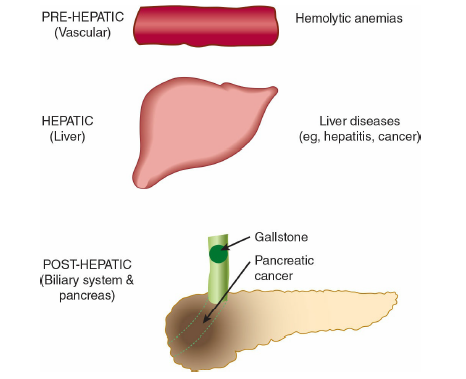 PRE-HEPATIC
(Vascular)
Hemolytic anemias
HEPATIC
(Liver)
Liver diseases
(eg, hepatitis, cancer)
Gallstone
POST-HEPATIC
(Biliary system &
pancreas)
Pancreatic
cancer